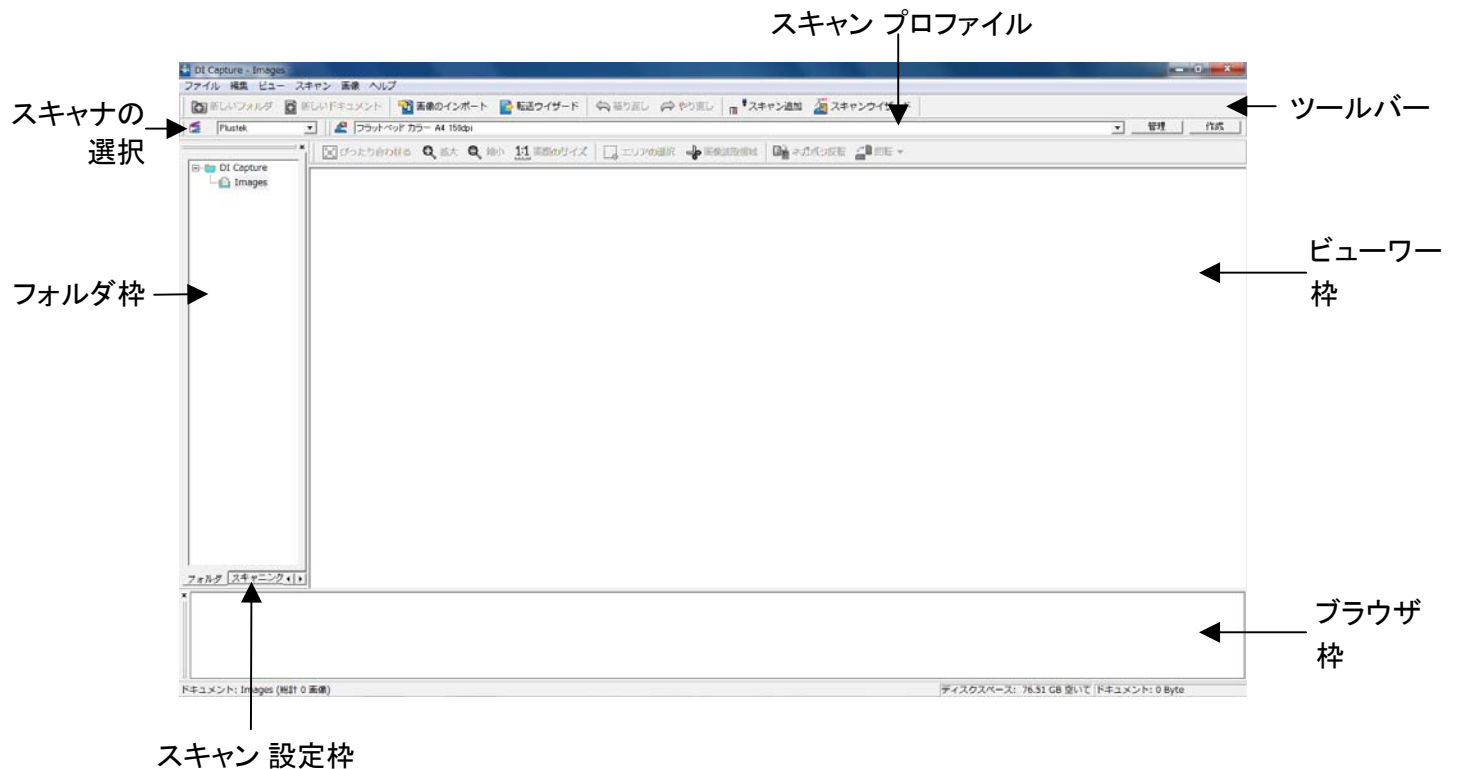 スキャン プロファイル
DI Capture - Images
ファイル 編集 ビュー スキャン 画像 ヘルプ
新しいフォルダ 新しいドキュメント 画像のインポート 転送ウィザード 繰り返し やり直し スキャン追加 スキャンウィザード
ツールバー
スキャナの
選択
Plustek フラットベッド カラー A4 150dpi 管理 作成
ぴったり合わせる 拡大 縮小 1:1 実際のサイズ エリアの選択 ネガポジ反転 回転
DI Capture
Images
ビューワー
枠
フォルダ枠
フォルダ スキャニング
ブラウザ
枠
ドキュメント: Images (総計 0 画像) ディスクスペース: 76.51 GB 空いて ドキュメント: 0 Byte
スキャン 設定枠